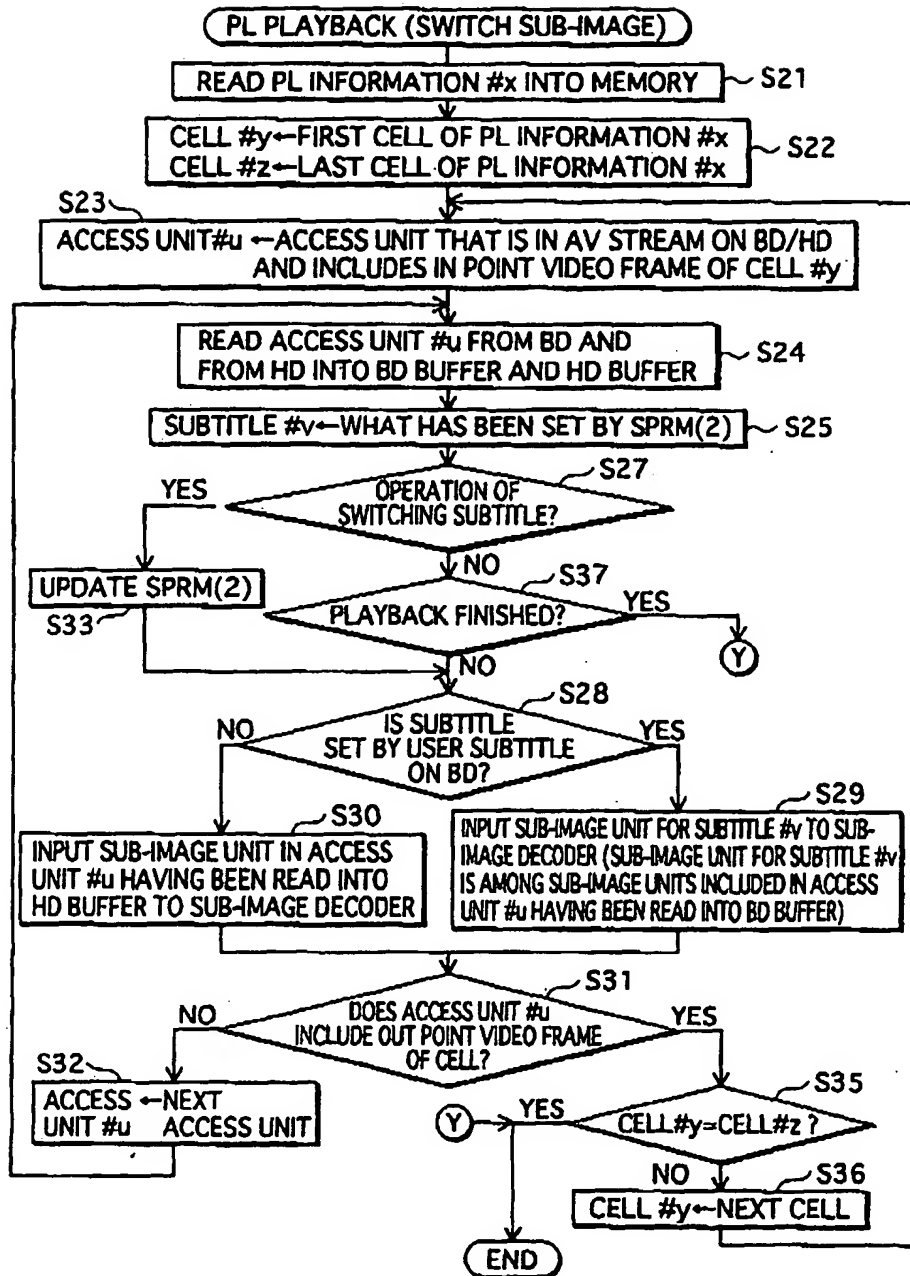 PL PLAYBACK (SWITCH SUB-IMAGE)
READ PL INFORMATION #x INTO MEMORY
S21
CELL #y←FIRST CELL OF PL INFORMATION #x
CELL #z←LAST CELL OF PL INFORMATION #x
S22
S23
ACCESS UNIT#u ←ACCESS UNIT THAT IS IN AV STREAM ON BD/HD
AND INCLUDES IN POINT VIDEO FRAME OF CELL #y
READ ACCESS UNIT #u FROM BD AND
FROM HD INTO BD BUFFER AND HD BUFFER
S24
SUBTITLE #v←WHAT HAS BEEN SET BY SPRM(2)
S25
S27
YES
OPERATION OF
SWITCHING SUBTITLE?
NO
UPDATE SPRM(2)
S33
S37
PLAYBACK FINISHED?
YES
Y
NO
S28
NO
IS SUBTITLE
SET BY USER SUBTITLE
ON BD?
YES
S30
INPUT SUB-IMAGE UNIT IN ACCESS
UNIT #u HAVING BEEN READ INTO
HD BUFFER TO SUB-IMAGE DECODER
S29
INPUT SUB-IMAGE UNIT FOR SUBTITLE #v TO SUB-
IMAGE DECODER (SUB-IMAGE UNIT FOR SUBTITLE #v
IS AMONG SUB-IMAGE UNITS INCLUDED IN ACCESS
UNIT #u HAVING BEEN READ INTO BD BUFFER)
S31
NO
DOES ACCESS UNIT #u
INCLUDE OUT POINT VIDEO FRAME
OF CELL?
YES
S32
ACCESS ←NEXT
UNIT #u ACCESS UNIT
S35
Y
YES
CELL#y=CELL#z ?
NO
S36
CELL #y←NEXT CELL
END